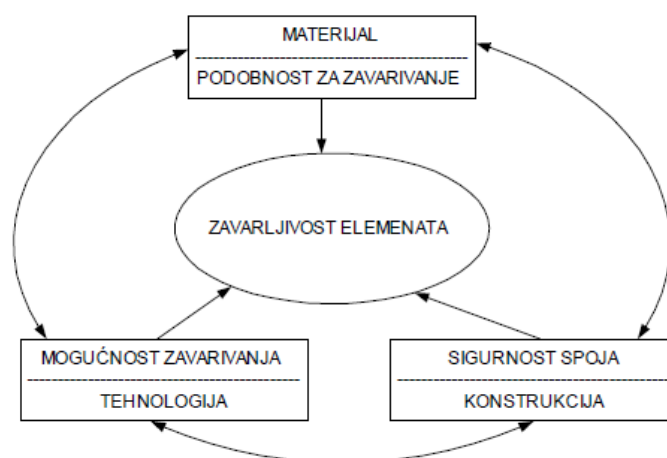 MATERIJAL
PODOBNOST ZA ZAVARIVANJE
ZAVARLJIVOST ELEMENATA
MOGUĆNOST ZAVARIVANJA
TEHNOLOGIJA
SIGURNOST SPOJA
KONSTRUKCIJA